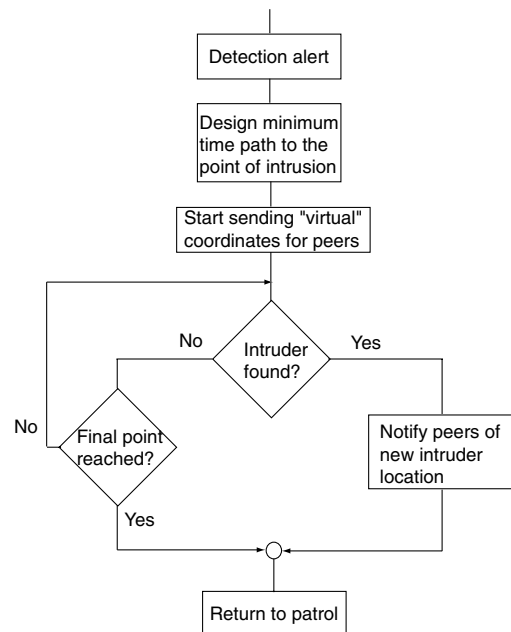 Detection alert
Design minimum
time path to the
point of intrusion
Start sending "virtual"
coordinates for peers
No
Intruder
found?
Yes
No
Final point
reached?
Notify peers of
new intruder
location
Yes
Return to patrol